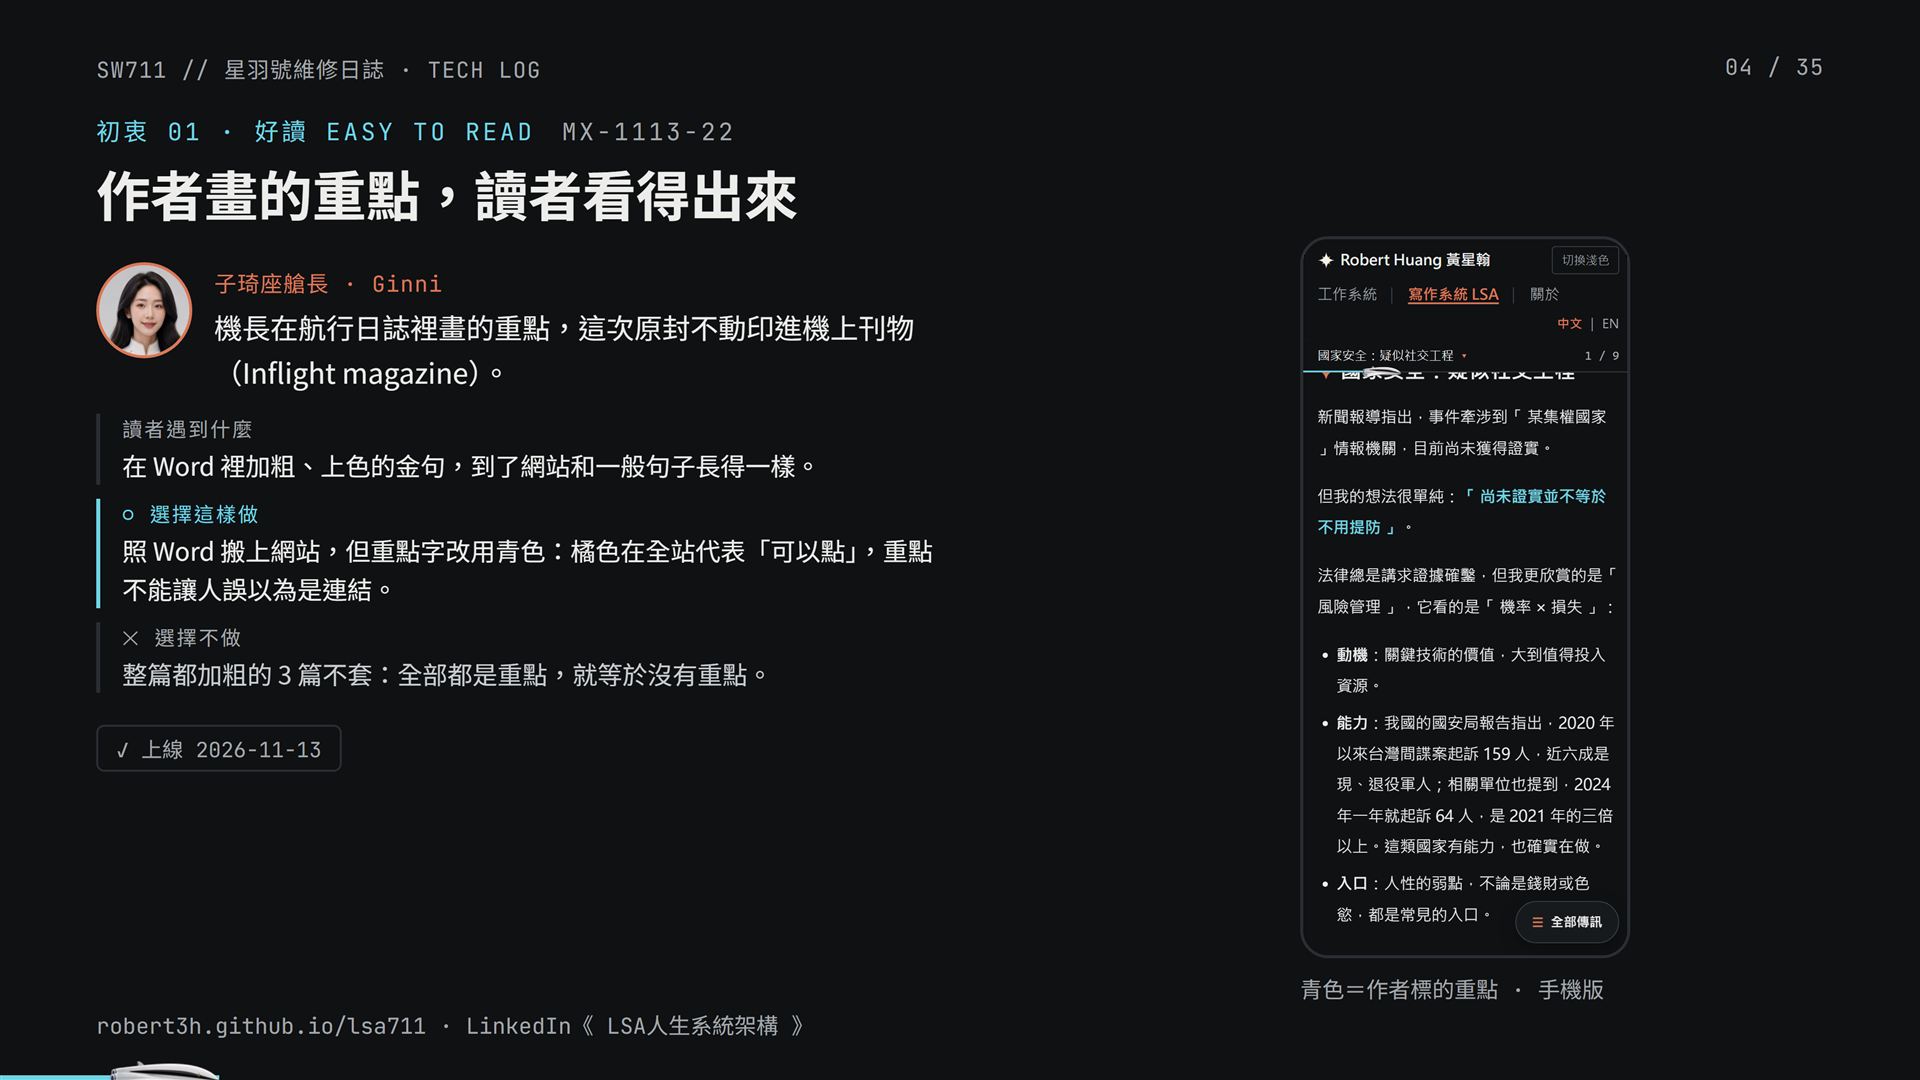 SW711 // 星羽號維修日誌 · TECH LOG
04 / 35
初衷 01 · 好讀 EASY TO READ MX-1113-22
作者畫的重點，讀者看得出來
子琦座艙長 · Ginni
機長在航行日誌裡畫的重點，這次原封不動印進機上刊物
（Inflight magazine）。
讀者遇到什麼
在 Word 裡加粗、上色的金句，到了網站和一般句子長得一樣。
○ 選擇這樣做
照 Word 搬上網站，但重點字改用青色：橘色在全站代表「可以點」，重點
不能讓人誤以為是連結。
× 選擇不做
整篇都加粗的 3 篇不套：全部都是重點，就等於沒有重點。
✓ 上線 2026-11-13
Robert Huang 黃星翰
切換淺色
工作系統 | 寫作系統 LSA | 關於
中文 | EN
國家安全：疑似社交工程 ▾ 1 / 9
國家安全：疑似社交工程
新聞報導指出，事件牽涉到「 某集權國家
」情報機關，目前尚未獲得證實。
但我的想法很單純：「 尚未證實並不等於
不用提防 」。
法律總是講求證據確鑿，但我更欣賞的是「
風險管理 」，它看的是「 機率 × 損失 」：
• 動機：關鍵技術的價值，大到值得投入
資源。
• 能力：我國的國安局報告指出，2020 年
以來台灣間諜案起訴 159 人，近六成是
現、退役軍人；相關單位也提到，2024
年一年就起訴 64 人，是 2021 年的三倍
以上。這類國家有能力，也確實在做。
• 入口：人性的弱點，不論是錢財或色
慾，都是常見的入口。
☰ 全部傳訊
青色＝作者標的重點 · 手機版
robert3h.github.io/lsa711 · LinkedIn《 LSA人生系統架構 》